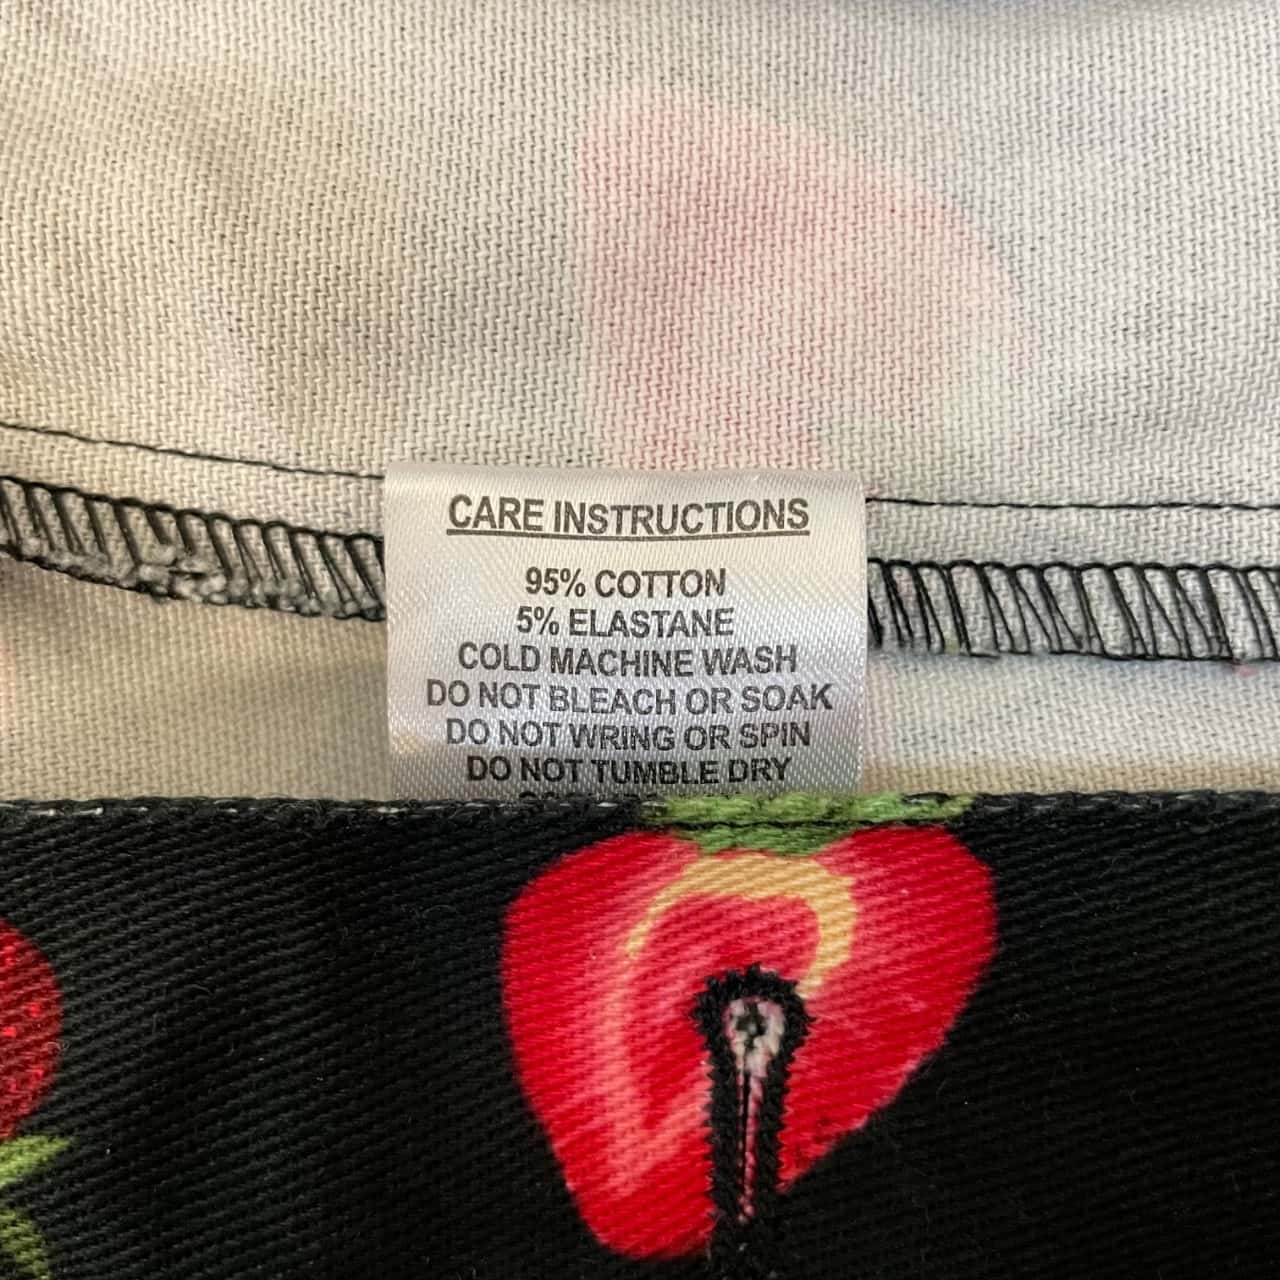 CARE INSTRUCTIONS
95% COTTON
5% ELASTANE
COLD MACHINE WASH
DO NOT BLEACH OR SOAK
DO NOT WRING OR SPIN
DO NOT TUMBLE DRY